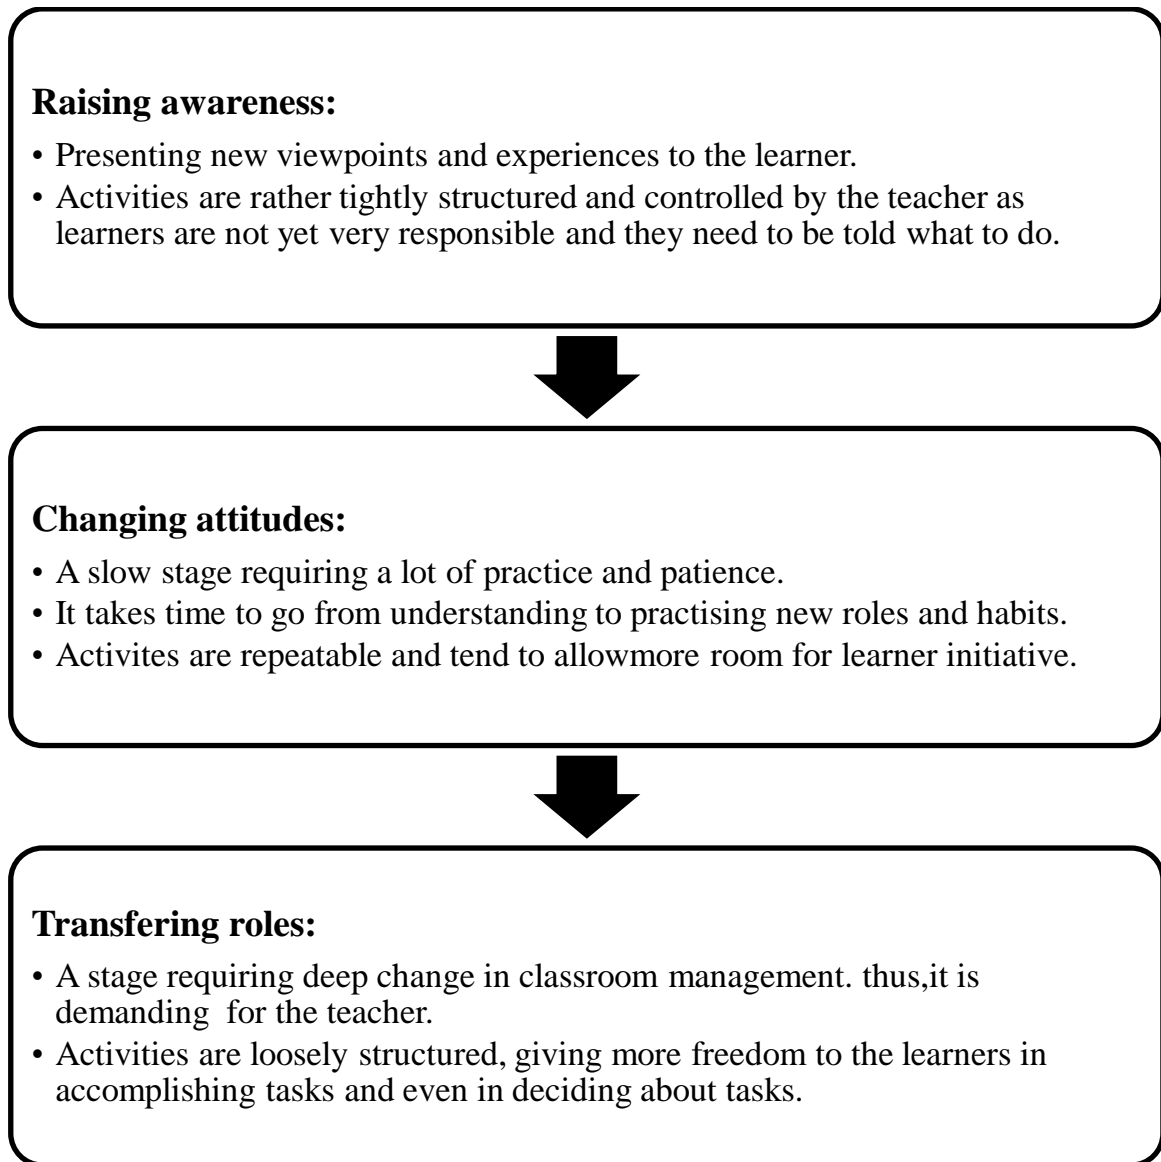 Raising awareness:
• Presenting new viewpoints and experiences to the learner.
• Activities are rather tightly structured and controlled by the teacher as
learners are not yet very responsible and they need to be told what to do.
Changing attitudes:
• A slow stage requiring a lot of practice and patience.
• It takes time to go from understanding to practising new roles and habits.
• Activites are repeatable and tend to allowmore room for learner initiative.
Transfering roles:
• A stage requiring deep change in classroom management. thus,it is
demanding  for the teacher.
• Activities are loosely structured, giving more freedom to the learners in
accomplishing tasks and even in deciding about tasks.